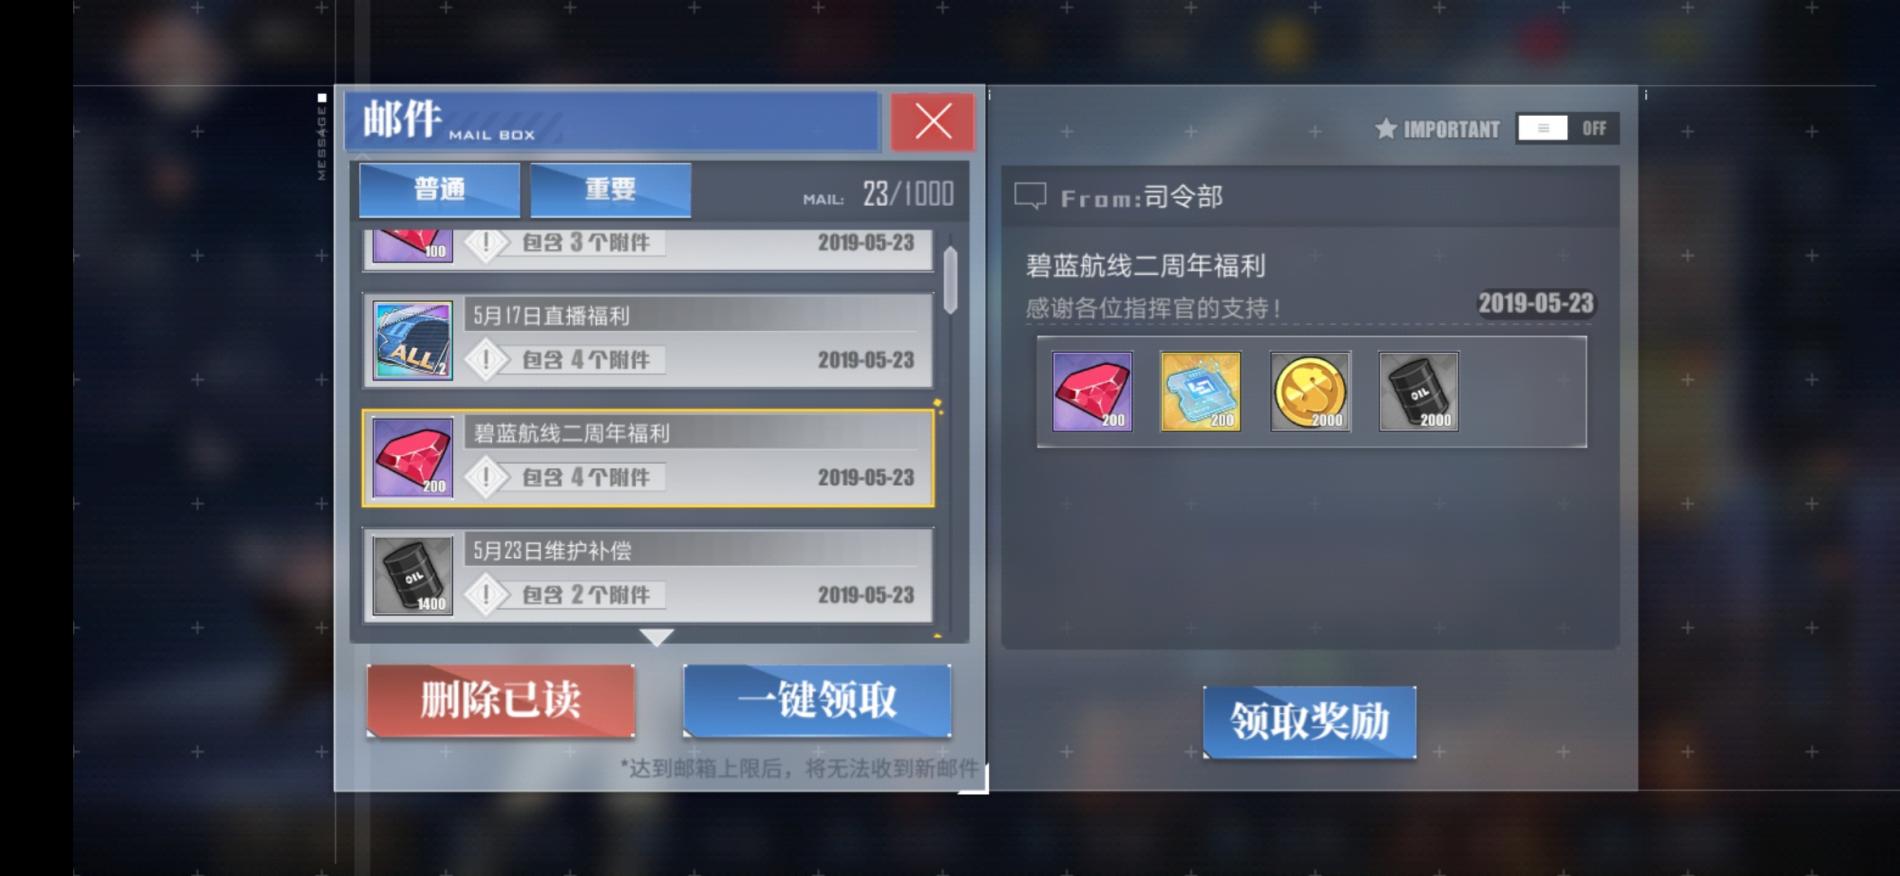 MESSAGE
邮件 MAIL BOX
普通 重要 MAIL: 23/1000
100 包含 3 个附件 2019-05-23
5月17日直播福利
ALL 2 包含 4 个附件 2019-05-23
碧蓝航线二周年福利
200 包含 4 个附件 2019-05-23
5月23日维护补偿
OIL 1400 包含 2 个附件 2019-05-23
删除已读 一键领取
*达到邮箱上限后，将无法收到新邮件
IMPORTANT OFF
From:司令部
碧蓝航线二周年福利
感谢各位指挥官的支持！ 2019-05-23
OIL
200 200 2000 2000
领取奖励